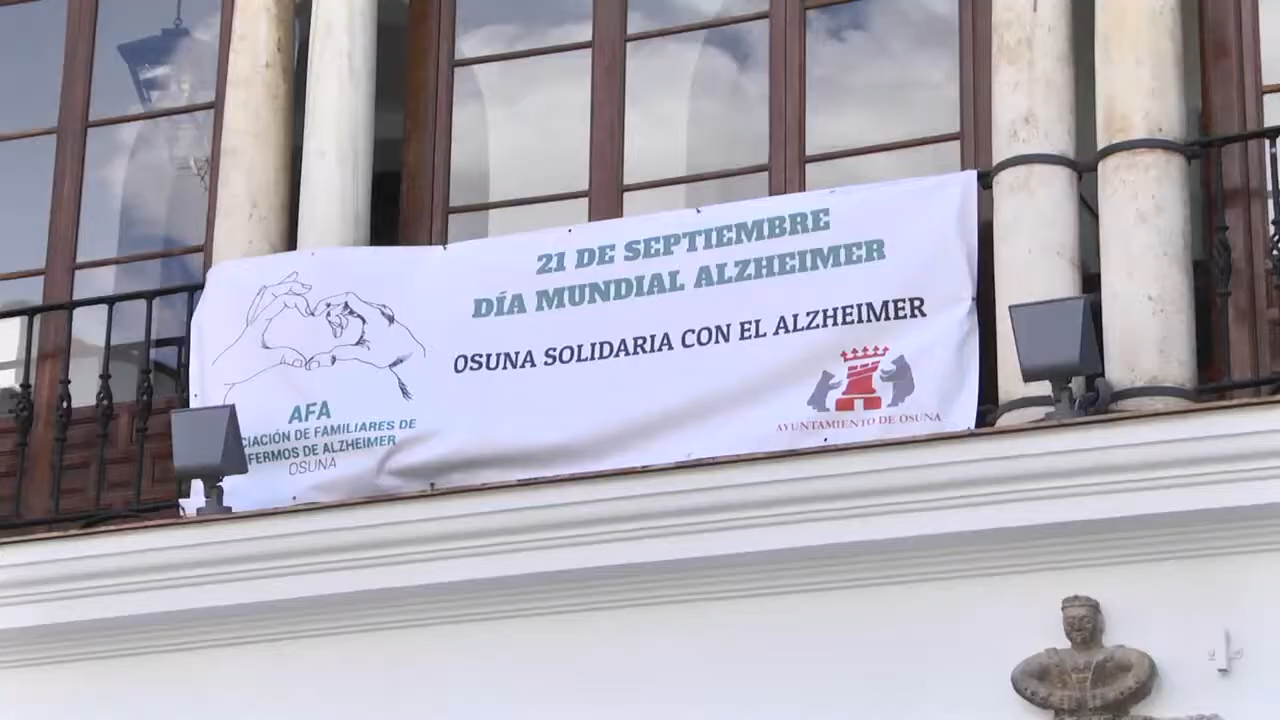 21 DE SEPTIEMBRE
DÍA MUNDIAL ALZHEIMER
OSUNA SOLIDARIA CON EL ALZHEIMER
AFA
CIACIÓN DE FAMILIARES DE
FERMOS DE ALZHEIMER
OSUNA
AYUNTAMIENTO DE OSUNA